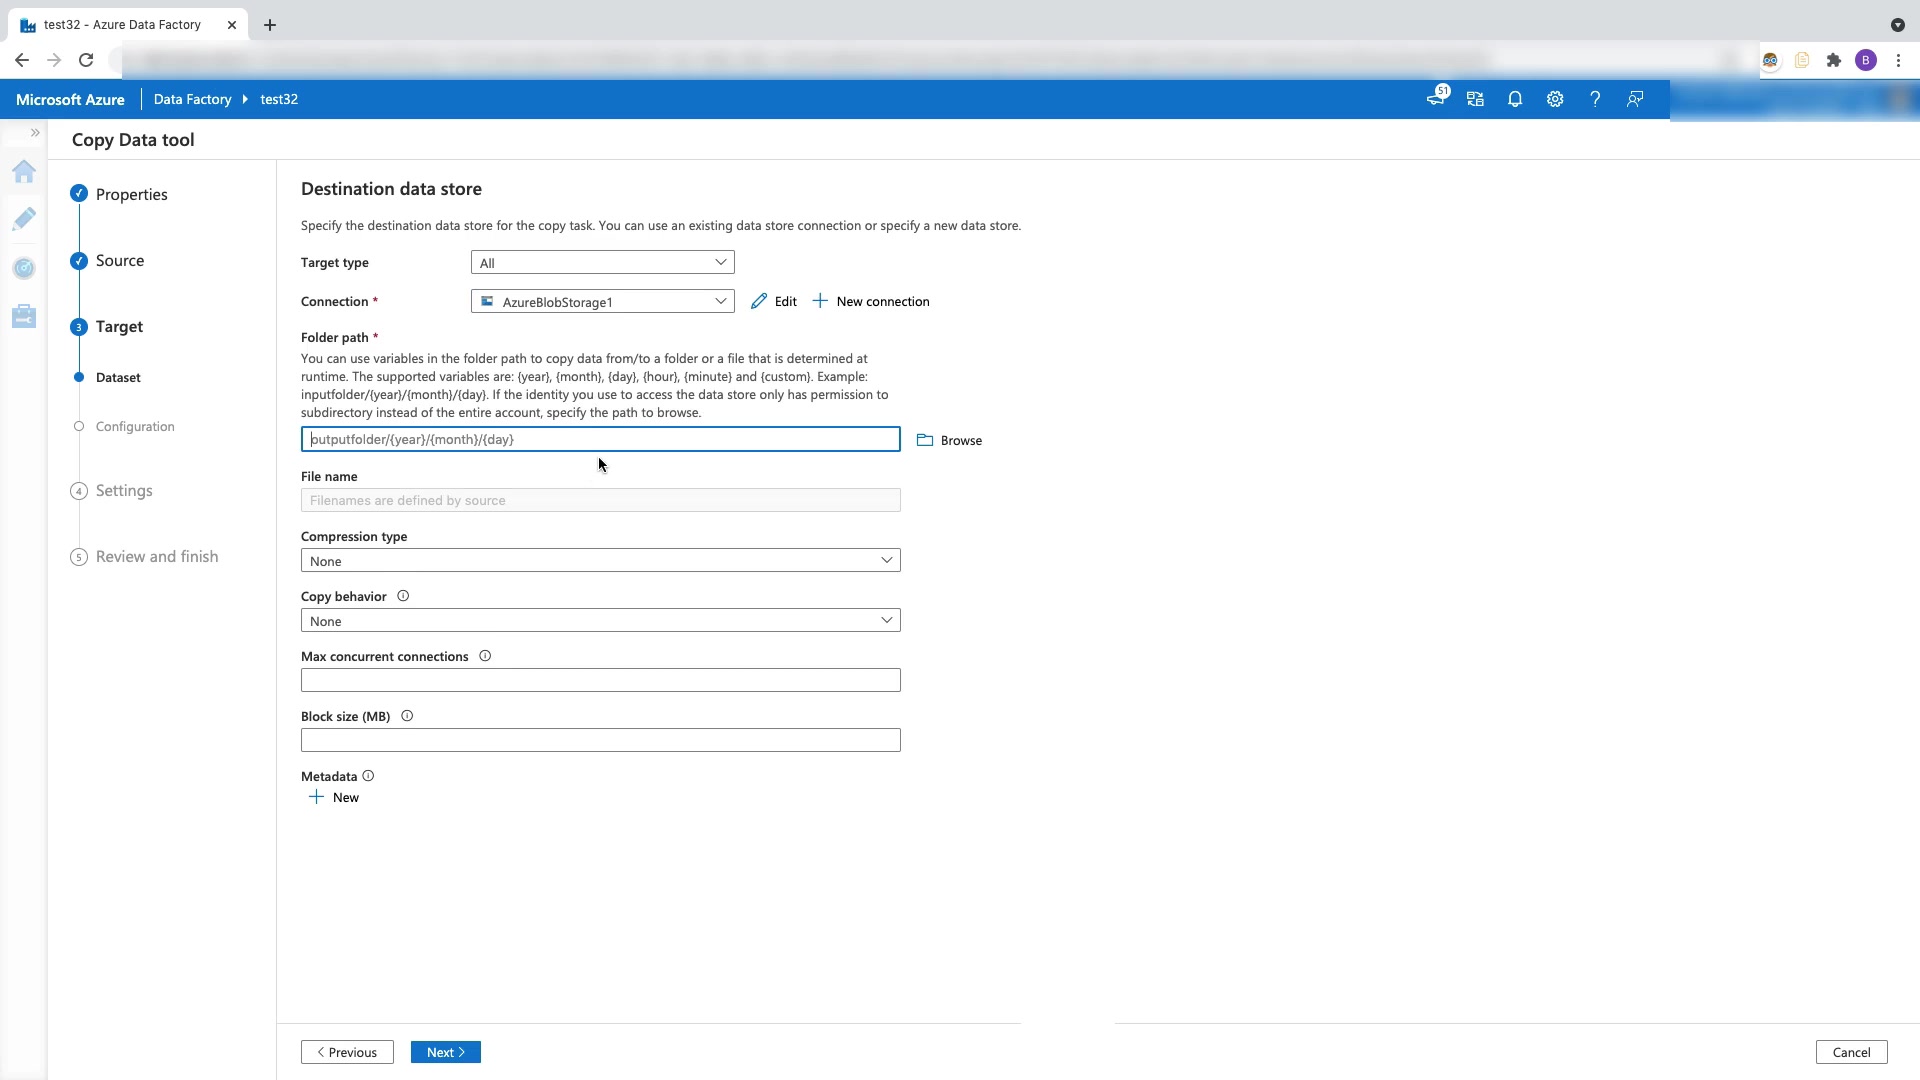 test32 - Azure Data Factory
B
Microsoft Azure
Data Factory
test32
51
Copy Data tool
Properties
Source
3 Target
Dataset
Configuration
4 Settings
5 Review and finish
Destination data store
Specify the destination data store for the copy task. You can use an existing data store connection or specify a new data store.
Target type
All
Connection *
AzureBlobStorage1
Edit
New connection
Folder path *
You can use variables in the folder path to copy data from/to a folder or a file that is determined at
runtime. The supported variables are: {year}, {month}, {day}, {hour}, {minute} and {custom}. Example:
inputfolder/{year}/{month}/{day}. If the identity you use to access the data store only has permission to
subdirectory instead of the entire account, specify the path to browse.
outputfolder/{year}/{month}/{day}
Browse
File name
Filenames are defined by source
Compression type
None
Copy behavior
None
Max concurrent connections
Block size (MB)
Metadata
New
Previous
Next
Cancel